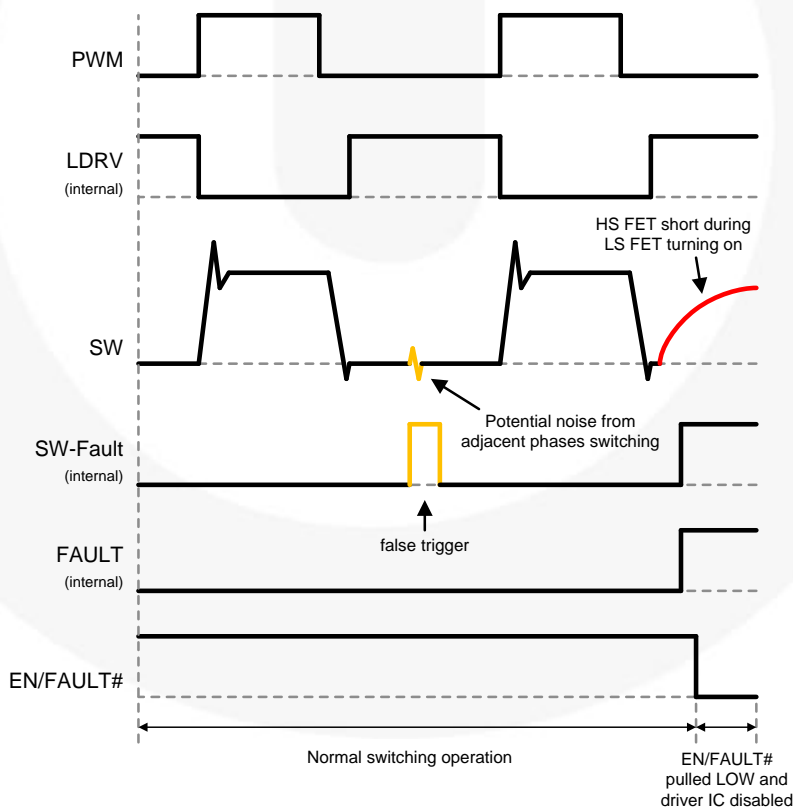 PWM
LDRV
(internal)
HS FET short during
LS FET turning on
SW
Potential noise from
adjacent phases switching
SW-Fault
(internal)
false trigger
FAULT
(internal)
EN/FAULT#
Normal switching operation
EN/FAULT#
pulled LOW and
driver IC disabled